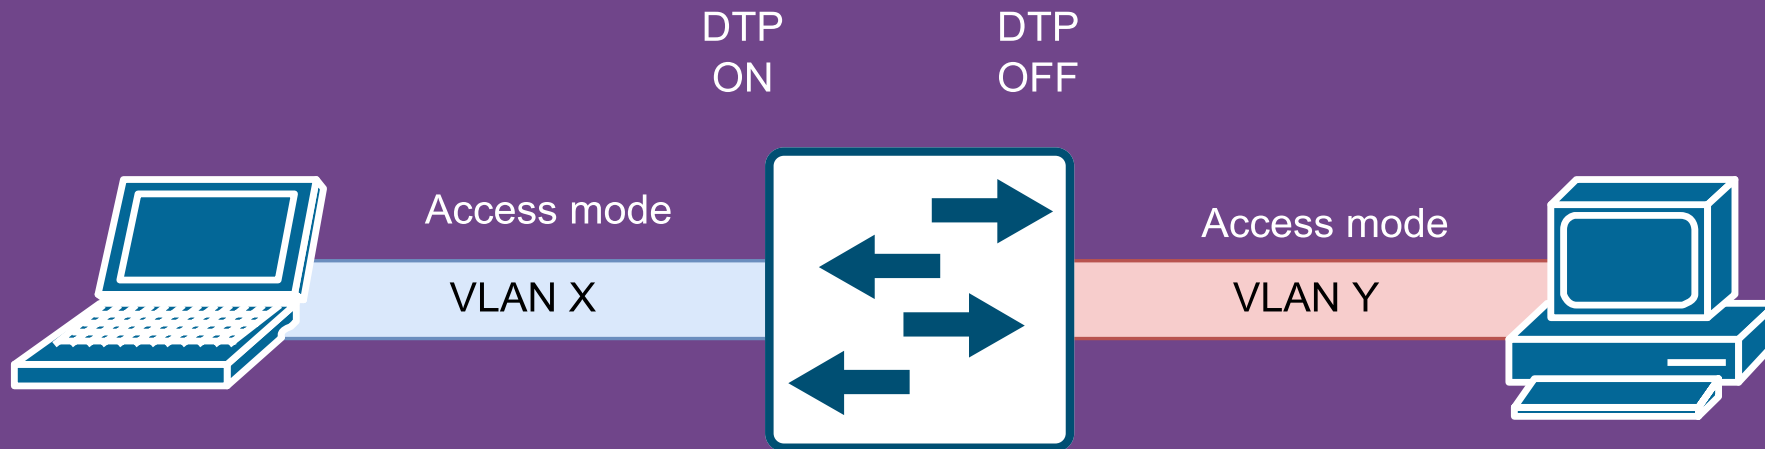 DTP
ON
DTP
OFF
Access mode
VLAN X
Access mode
VLAN Y